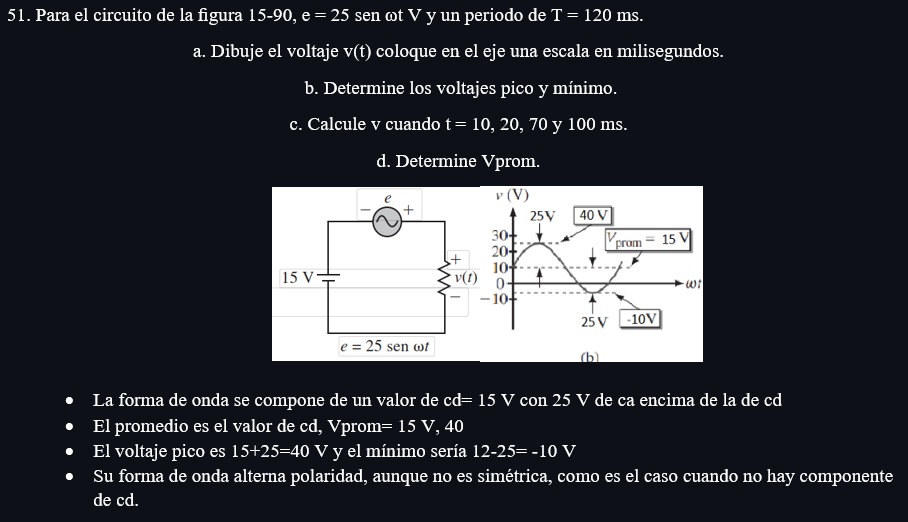 51. Para el circuito de la figura 15-90, e = 25 sen ωt V y un periodo de T = 120 ms.
a. Dibuje el voltaje v(t) coloque en el eje una escala en milisegundos.
b. Determine los voltajes pico y mínimo.
c. Calcule v cuando t = 10, 20, 70 y 100 ms.
d. Determine Vprom.
e
− +
15 V
+
v(t)
−
e = 25 sen ωt
v (V)
25V
40 V
30
V prom = 15 V
20
10
0
ωt
−10
25 V
-10V
(b)
• La forma de onda se compone de un valor de cd= 15 V con 25 V de ca encima de la de cd
• El promedio es el valor de cd, Vprom= 15 V, 40
• El voltaje pico es 15+25=40 V y el mínimo sería 12-25= -10 V
• Su forma de onda alterna polaridad, aunque no es simétrica, como es el caso cuando no hay componente
de cd.